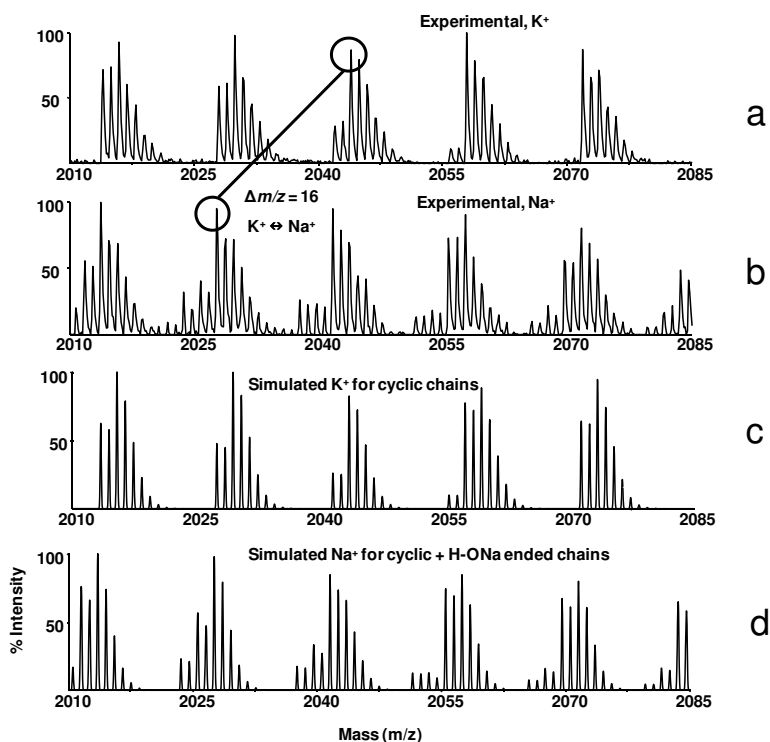 Experimental, K+
100
50
a
2010 2025 2040 2055 2070 2085
Δm/z = 16
K+ ⇔ Na+
Experimental, Na+
100
50
b
2010 2025 2040 2055 2070 2085
Simulated K+ for cyclic chains
100
50
c
2010 2025 2040 2055 2070 2085
Simulated Na+ for cyclic + H-ONa ended chains
100
50
d
% Intensity
2010 2025 2040 2055 2070 2085
Mass (m/z)